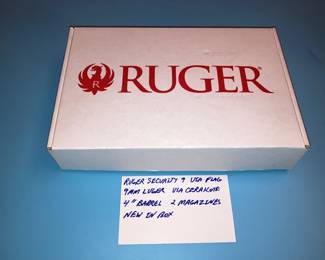 RUGER
R
RUGER SECURITY 9 USA FLAG
9MM LUGER VIA CERAKOTE
4" BARREL 2 MAGAZINES
NEW IN BOX